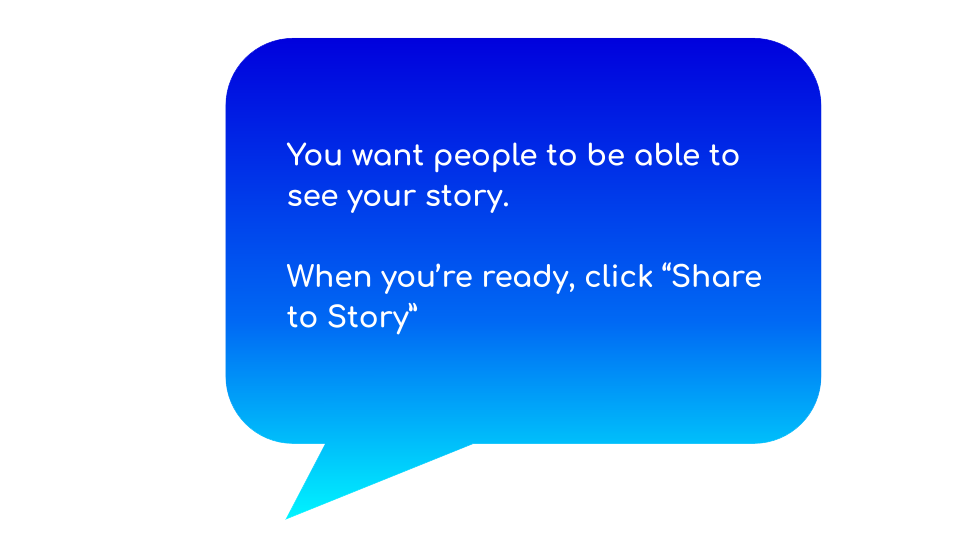 You want people to be able to
see your story.
When you’re ready, click “Share
to Story”